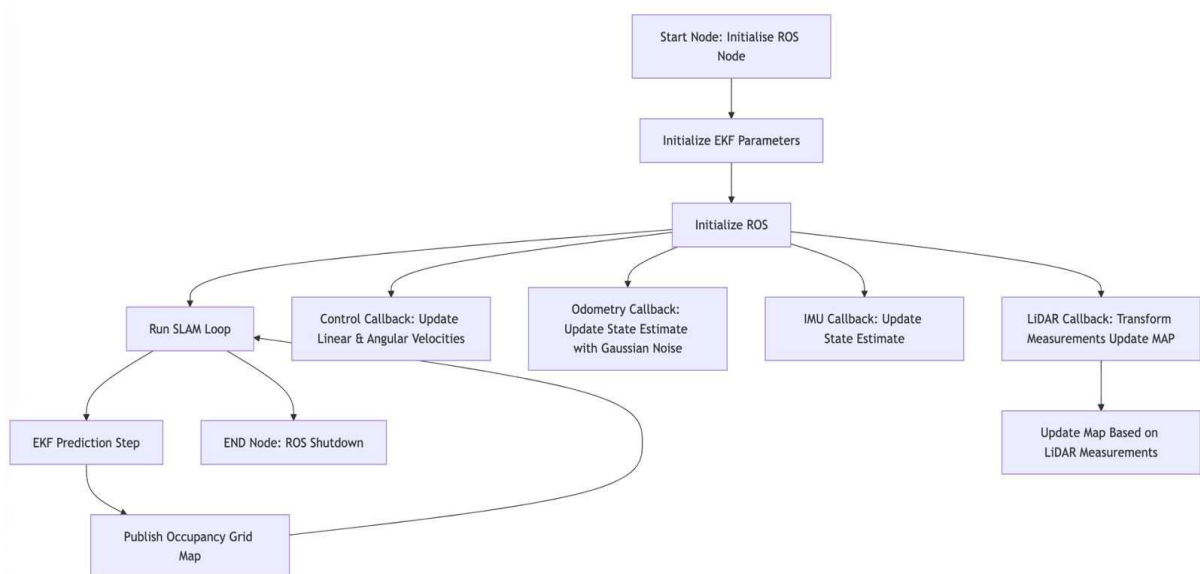 Start Node: Initialise ROS
Node
Initialize EKF Parameters
Initialize ROS
Run SLAM Loop
Control Callback: Update
Linear & Angular Velocities
Odometry Callback:
Update State Estimate
with Gaussian Noise
IMU Callback: Update
State Estimate
LiDAR Callback: Transform
Measurements Update MAP
EKF Prediction Step
END Node: ROS Shutdown
Update Map Based on
LiDAR Measurements
Publish Occupancy Grid
Map